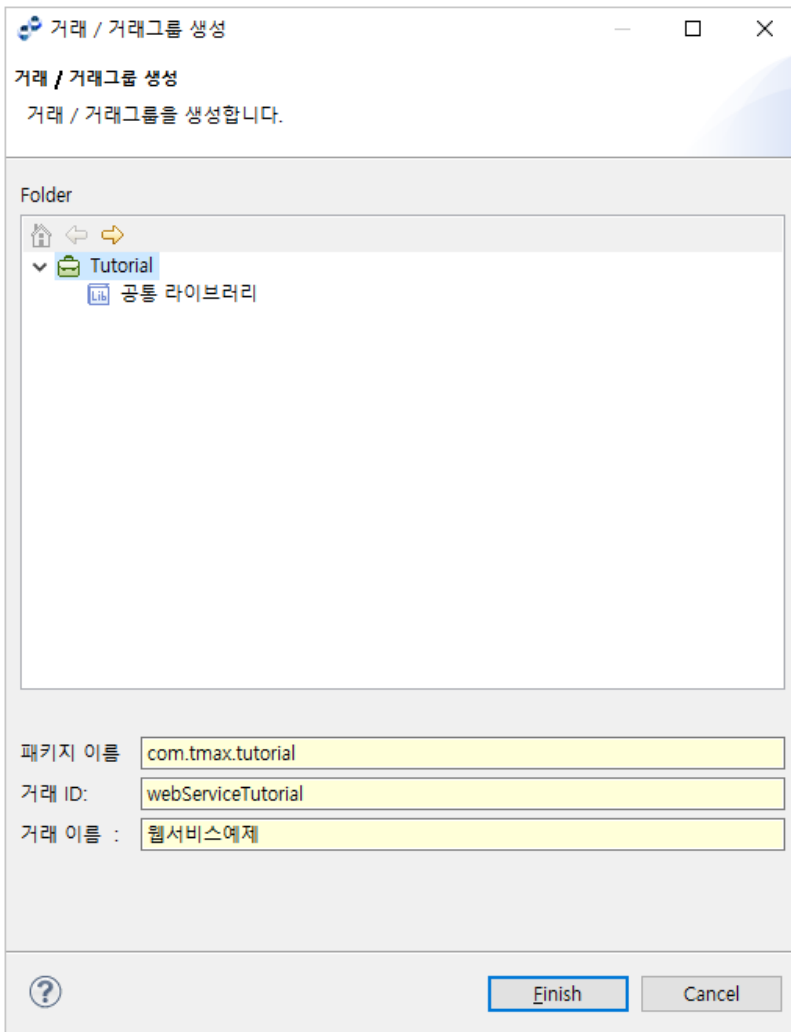 거래 / 거래그룹 생성
거래 / 거래그룹 생성
거래 / 거래그룹을 생성합니다.
Folder
Tutorial
Lib 공통 라이브러리
패키지 이름 com.tmax.tutorial
거래 ID: webServiceTutorial
거래 이름 : 웹서비스예제
? Finish Cancel